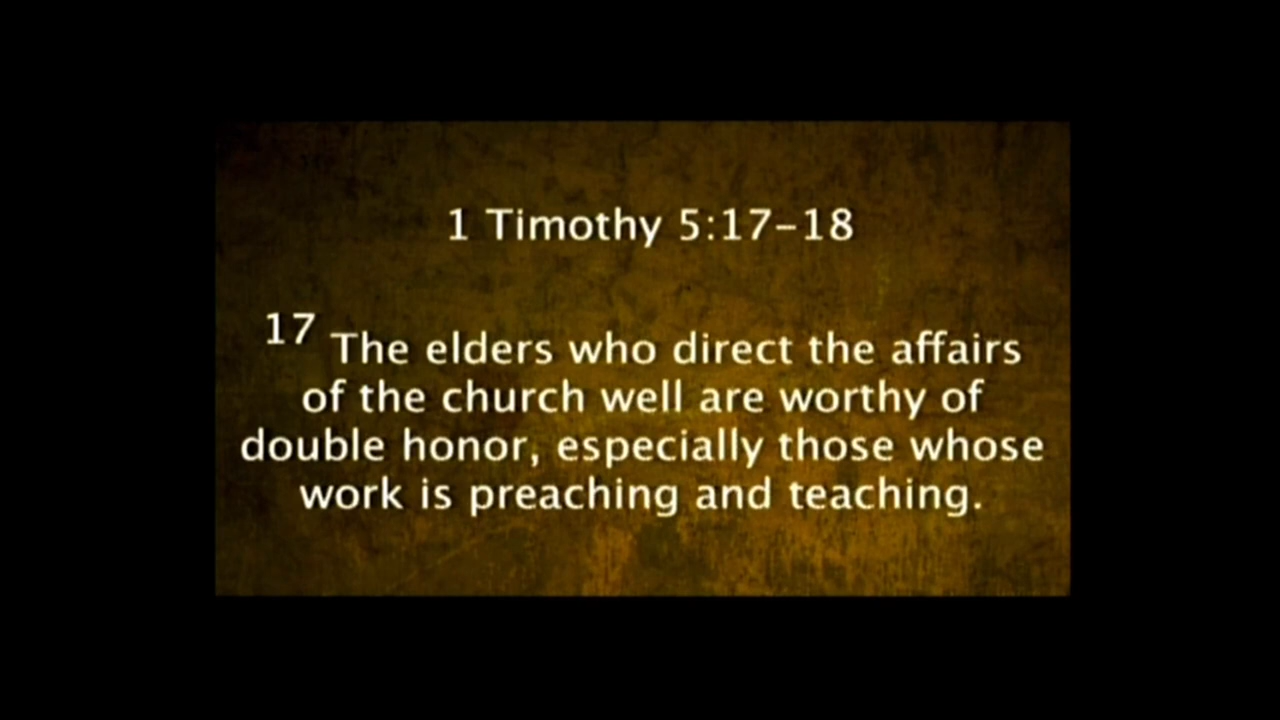 1 Timothy 5:17–18
17 The elders who direct the affairs
of the church well are worthy of
double honor, especially those whose
work is preaching and teaching.